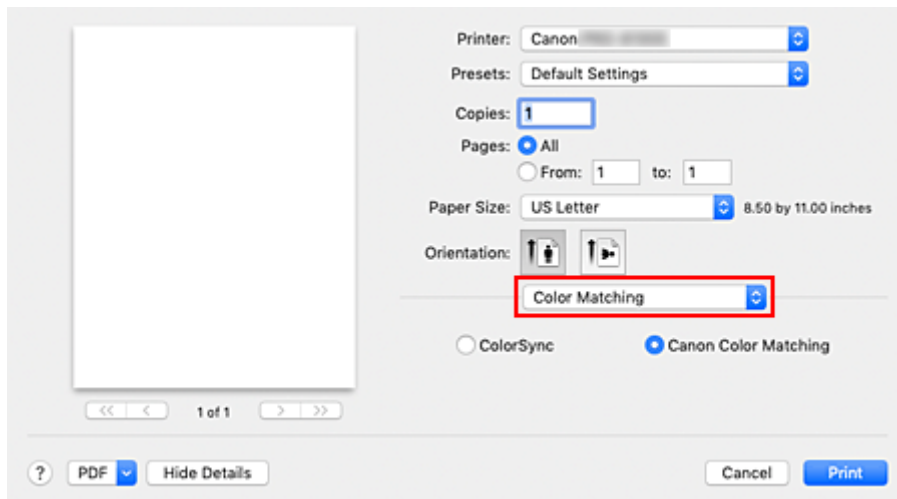 Printer: Canon
Presets: Default Settings
Copies: 1
Pages: All
From: 1 to: 1
Paper Size: US Letter 8.50 by 11.00 inches
Orientation:
Color Matching
ColorSync Canon Color Matching
<< < 1 of 1 > >>
? PDF Hide Details Cancel Print